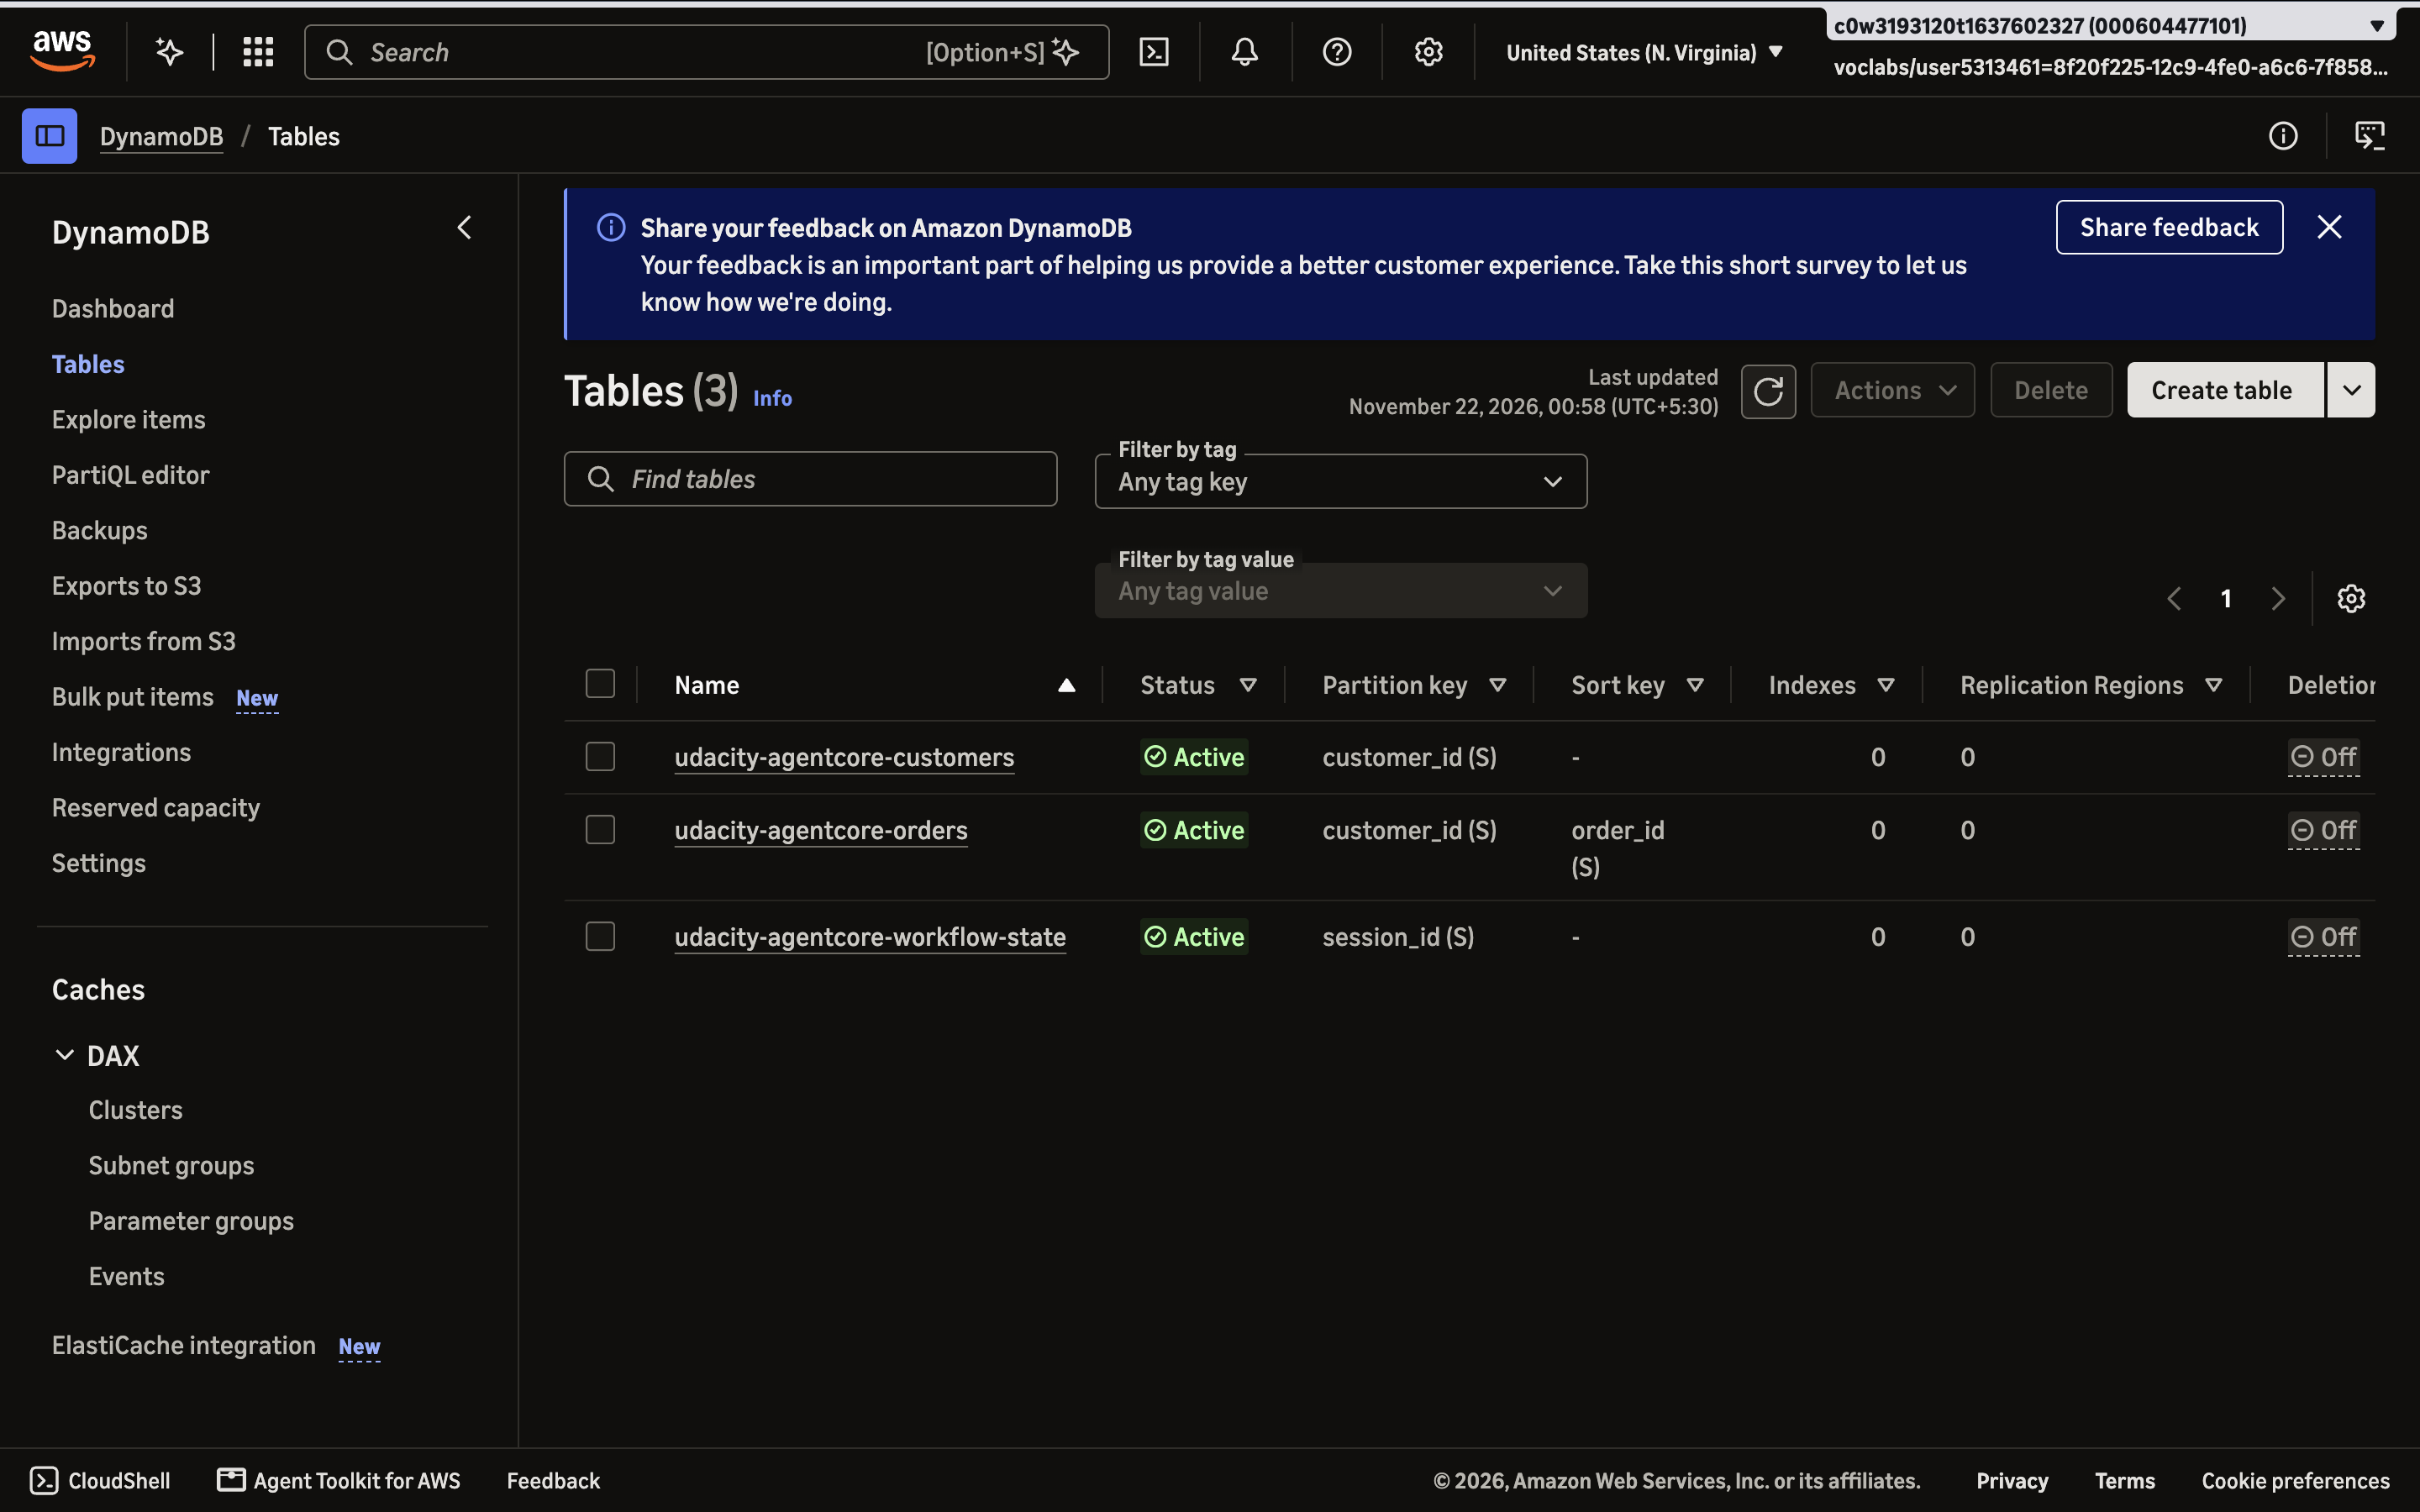 aws
Search
[Option+S]
United States (N. Virginia)
c0w3193120t1637602327 (000604477101)
voclabs/user5313461=8f20f225-12c9-4fe0-a6c6-7f858...
DynamoDB / Tables
DynamoDB
Dashboard
Tables
Explore items
PartiQL editor
Backups
Exports to S3
Imports from S3
Bulk put items New
Integrations
Reserved capacity
Settings
Caches
DAX
Clusters
Subnet groups
Parameter groups
Events
ElastiCache integration New
Share your feedback on Amazon DynamoDB
Your feedback is an important part of helping us provide a better customer experience. Take this short survey to let us
know how we're doing.
Share feedback
Tables (3) Info
Last updated
November 22, 2026, 00:58 (UTC+5:30)
Actions
Delete
Create table
Find tables
Filter by tag
Any tag key
Filter by tag value
Any tag value
1
Name Status Partition key Sort key Indexes Replication Regions Deletion
udacity-agentcore-customers Active customer_id (S) - 0 0 Off
udacity-agentcore-orders Active customer_id (S) order_id 0 0 Off
(S)
udacity-agentcore-workflow-state Active session_id (S) - 0 0 Off
CloudShell Agent Toolkit for AWS Feedback © 2026, Amazon Web Services, Inc. or its affiliates. Privacy Terms Cookie preferences